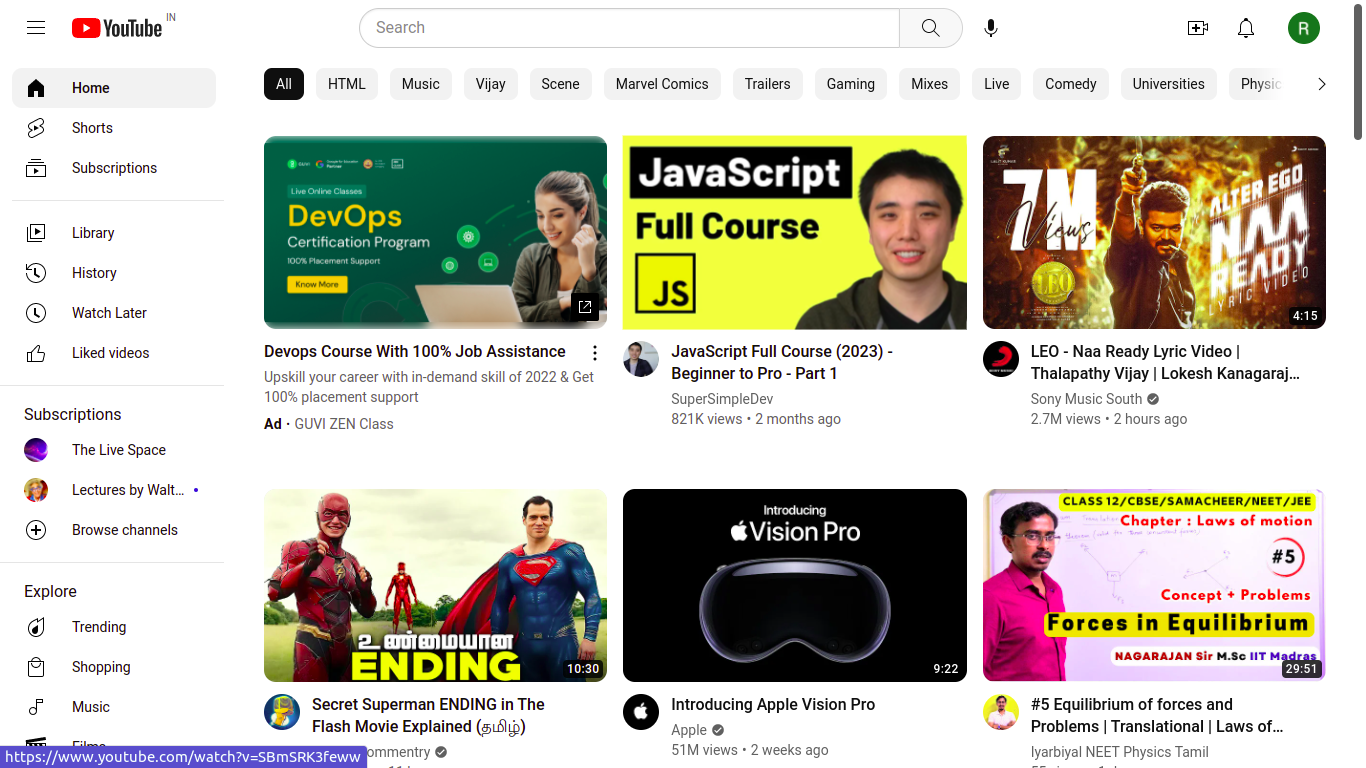 YouTube IN
Search
R
Home
Shorts
Subscriptions
Library
History
Watch Later
Liked videos
Subscriptions
The Live Space
Lectures by Walt...
Browse channels
Explore
Trending
Shopping
Music
Films
https://www.youtube.com/watch?v=SBmSRK3feww
All HTML Music Vijay Scene Marvel Comics Trailers Gaming Mixes Live Comedy Universities Physic
Live Online Classes
DevOps
Certification Program
100% Placement Support
Know More
Devops Course With 100% Job Assistance
Upskill your career with in-demand skill of 2022 & Get
100% placement support
Ad · GUVI ZEN Class
JavaScript
Full Course
JS
JavaScript Full Course (2023) -
Beginner to Pro - Part 1
SuperSimpleDev
821K views • 2 months ago
7M
Views
LEO
ALTER EGO
NAA
READY
LYRIC VIDEO
4:15
LEO - Naa Ready Lyric Video |
Thalapathy Vijay | Lokesh Kanagaraj...
Sony Music South
2.7M views • 2 hours ago
உண்மையான
ENDING
10:30
Secret Superman ENDING in The
Flash Movie Explained (தமிழ்)
ommentry
Introducing
Vision Pro
9:22
Introducing Apple Vision Pro
Apple
51M views • 2 weeks ago
CLASS 12/CBSE/SAMACHEER/NEET/JEE
Chapter : Laws of motion
#5
Concept + Problems
Forces in Equilibrium
NAGARAJAN Sir M.Sc IIT Madras
29:51
#5 Equilibrium of forces and
Problems | Translational | Laws of...
Iyarbiyal NEET Physics Tamil